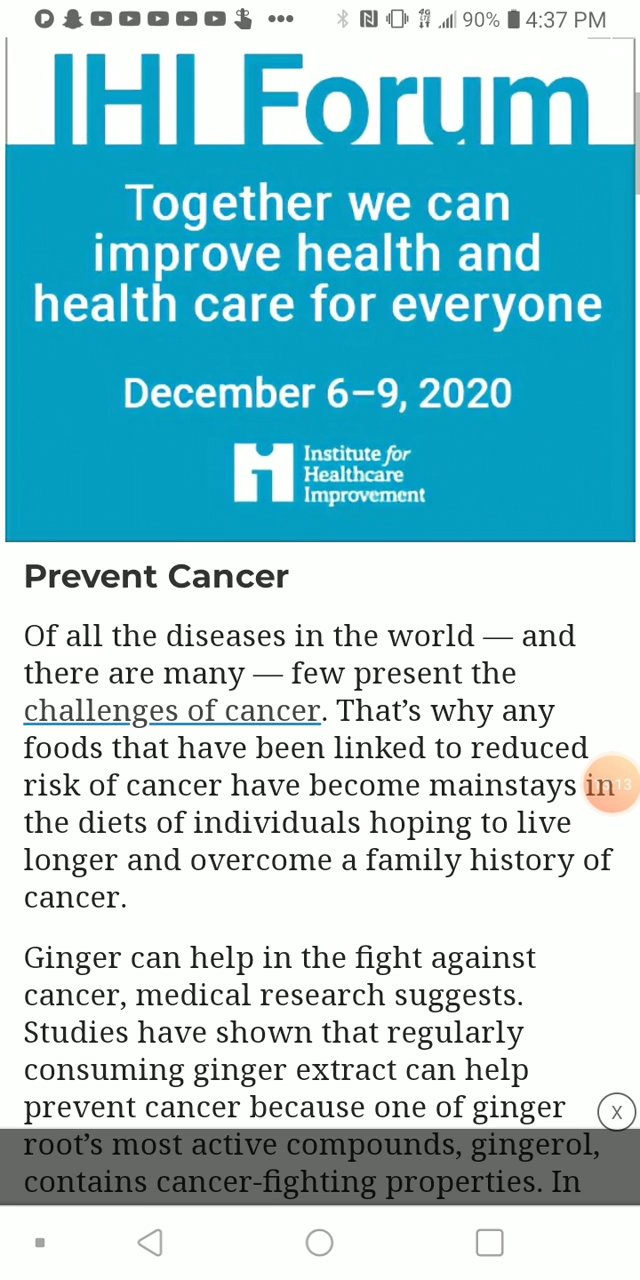 90% 4:37 PM
IHI Forum
Together we can
improve health and
health care for everyone
December 6–9, 2020
Institute for
Healthcare
Improvement
Prevent Cancer
Of all the diseases in the world — and
there are many — few present the
challenges of cancer. That’s why any
foods that have been linked to reduced
risk of cancer have become mainstays in
the diets of individuals hoping to live
longer and overcome a family history of
cancer.
Ginger can help in the fight against
cancer, medical research suggests.
Studies have shown that regularly
consuming ginger extract can help
prevent cancer because one of ginger
X
root’s most active compounds, gingerol,
contains cancer-fighting properties. In